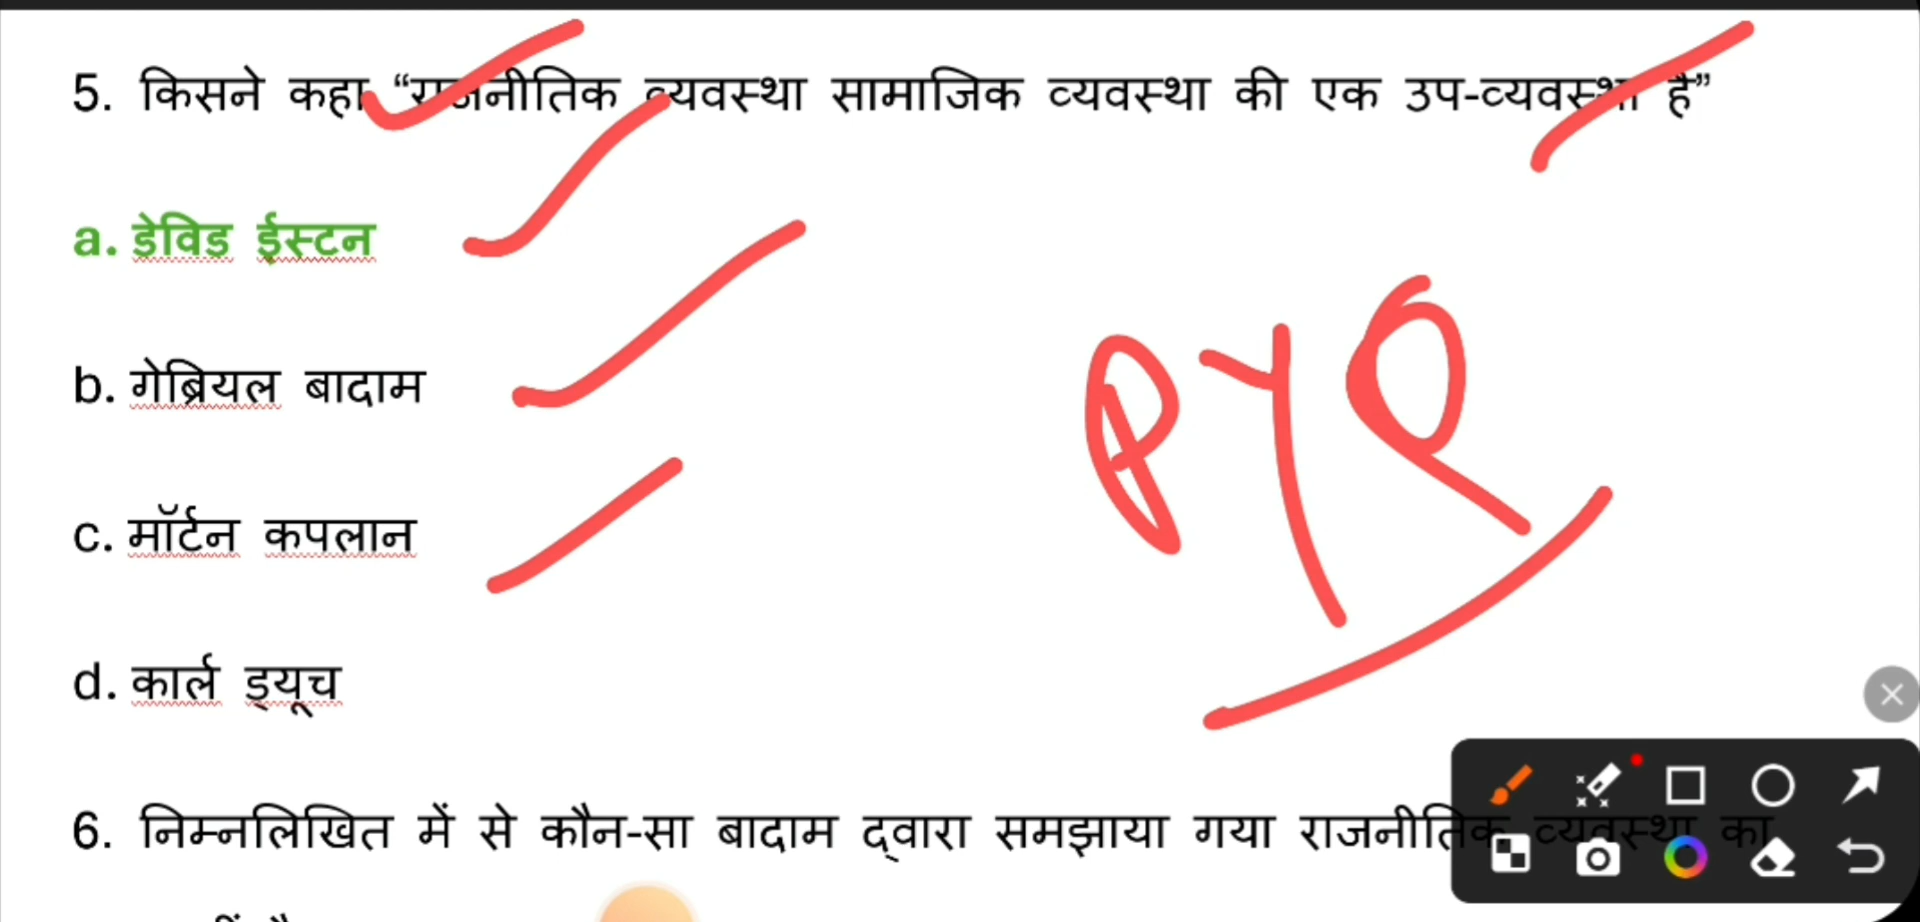 5. किसने कहा “राजनीतिक व्यवस्था सामाजिक व्यवस्था की एक उप-व्यवस्था है”
a. डेविड ईस्टन
b. गेब्रियल बादाम
c. मॉर्टन कपलान
PYQ
d. कार्ल ड्यूच
6. निम्नलिखित में से कौन-सा बादाम द्वारा समझाया गया राजनीतिक व्यवस्था का